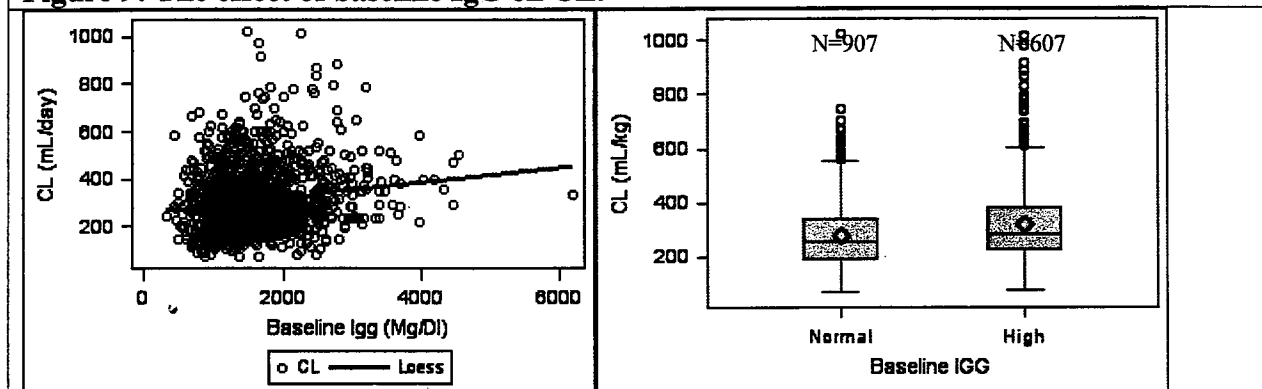 1000
800
600
400
200
CL (mL/day)
0 2000 4000 6000
Baseline Igg (Mg/Dl)
CL Loess
N=907 N=607
1000
800
600
400
200
CL (mL/kg)
Normal High
Baseline IGG